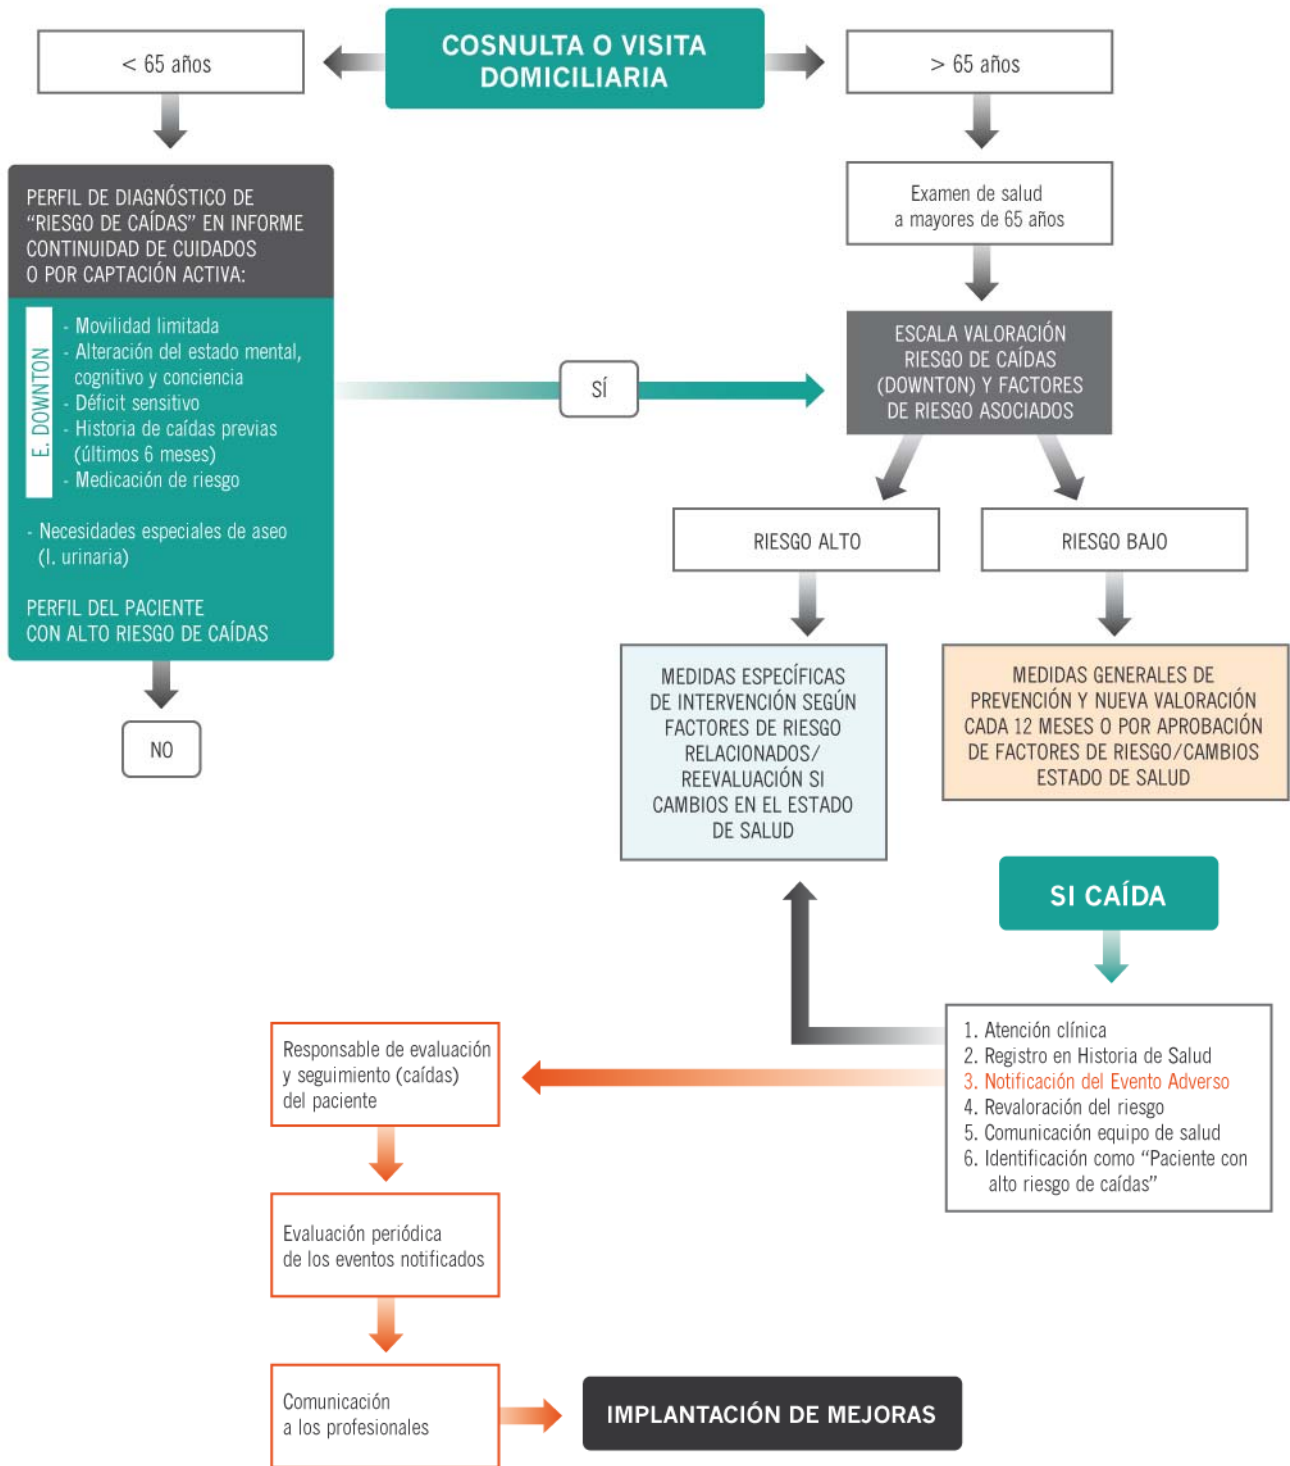 COSNULTA O VISITA
DOMICILIARIA
< 65 años
> 65 años
PERFIL DE DIAGNÓSTICO DE
“RIESGO DE CAÍDAS” EN INFORME
CONTINUIDAD DE CUIDADOS
O POR CAPTACIÓN ACTIVA:
E. DOWNTON
- Movilidad limitada
- Alteración del estado mental,
cognitivo y conciencia
- Déficit sensitivo
- Historia de caídas previas
(últimos 6 meses)
- Medicación de riesgo
- Necesidades especiales de aseo
(I. urinaria)
PERFIL DEL PACIENTE
CON ALTO RIESGO DE CAÍDAS
NO
SÍ
Examen de salud
a mayores de 65 años
ESCALA VALORACIÓN
RIESGO DE CAÍDAS
(DOWNTON) Y FACTORES
DE RIESGO ASOCIADOS
RIESGO ALTO
RIESGO BAJO
MEDIDAS ESPECÍFICAS
DE INTERVENCIÓN SEGÚN
FACTORES DE RIESGO
RELACIONADOS/
REEVALUACIÓN SI
CAMBIOS EN EL ESTADO
DE SALUD
MEDIDAS GENERALES DE
PREVENCIÓN Y NUEVA VALORACIÓN
CADA 12 MESES O POR APROBACIÓN
DE FACTORES DE RIESGO/CAMBIOS
ESTADO DE SALUD
SI CAÍDA
1. Atención clínica
2. Registro en Historia de Salud
3. Notificación del Evento Adverso
4. Revaloración del riesgo
5. Comunicación equipo de salud
6. Identificación como “Paciente con
alto riesgo de caídas”
Responsable de evaluación
y seguimiento (caídas)
del paciente
Evaluación periódica
de los eventos notificados
Comunicación
a los profesionales
IMPLANTACIÓN DE MEJORAS